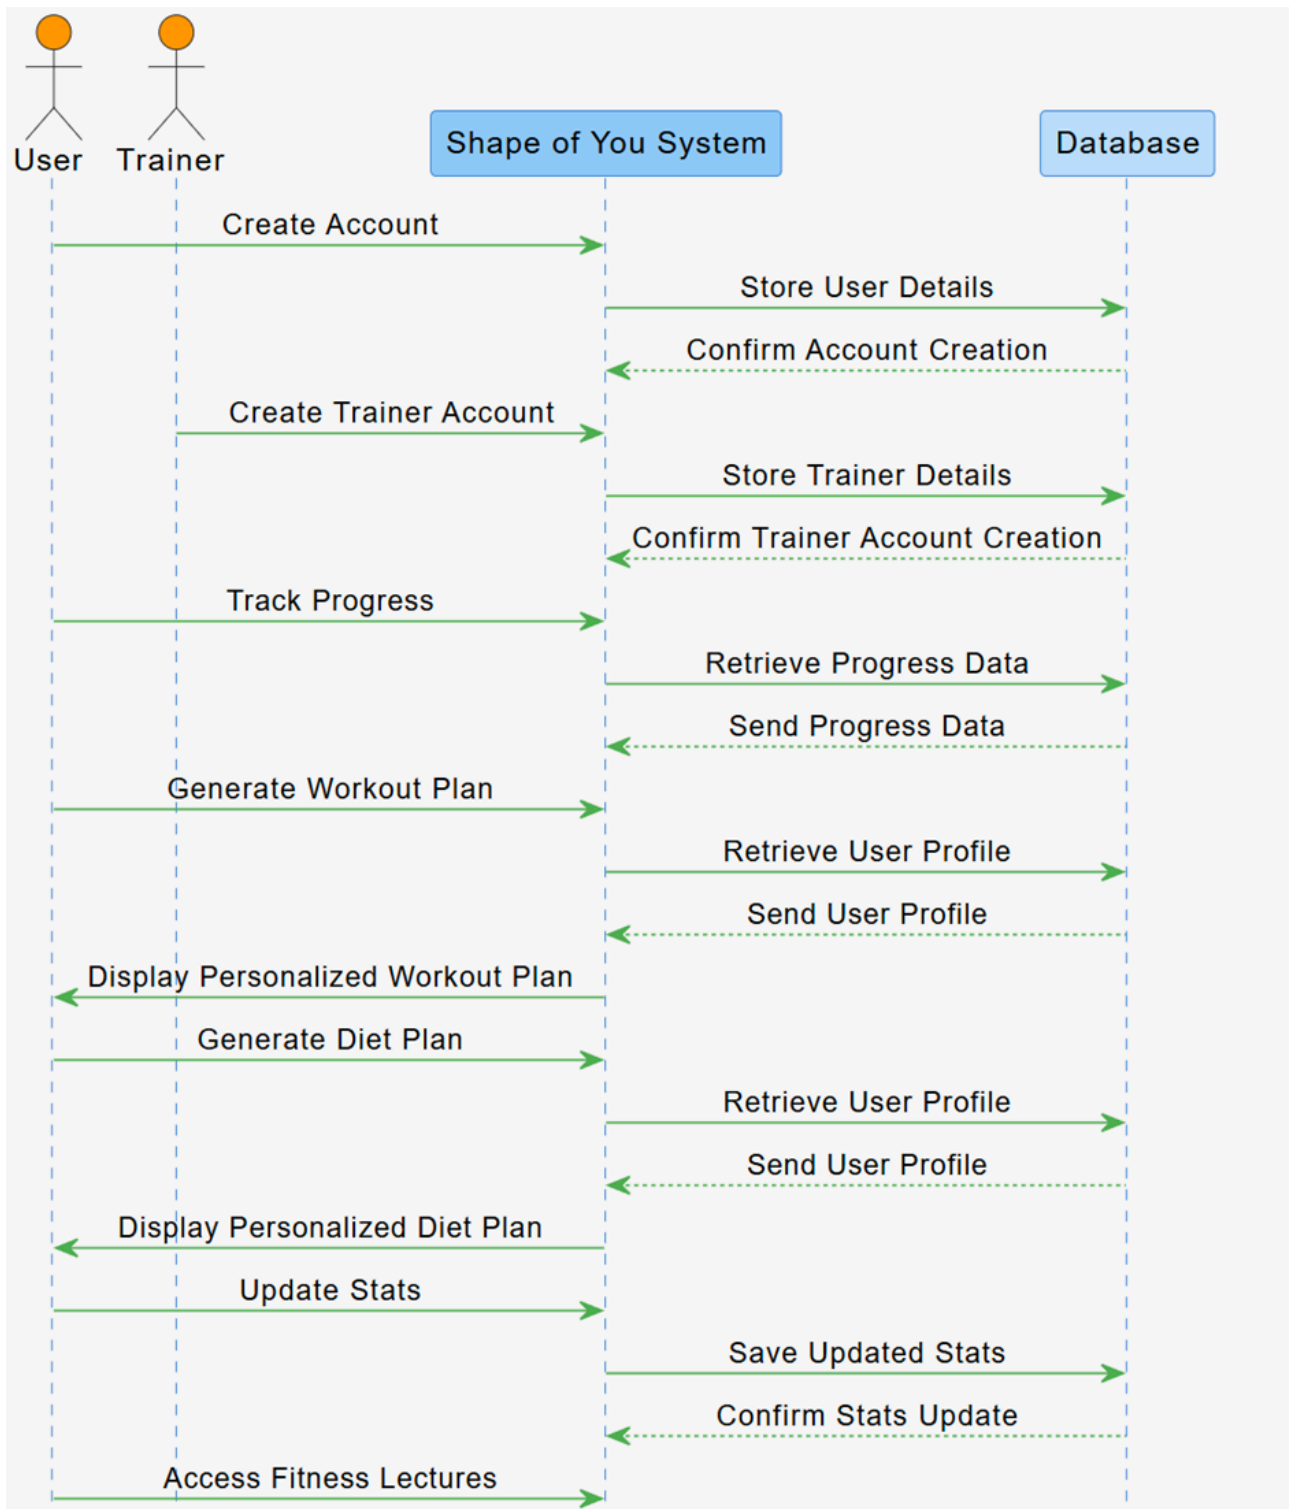 User
Trainer
Shape of You System
Database
Create Account
Store User Details
Confirm Account Creation
Create Trainer Account
Store Trainer Details
Confirm Trainer Account Creation
Track Progress
Retrieve Progress Data
Send Progress Data
Generate Workout Plan
Retrieve User Profile
Send User Profile
Display Personalized Workout Plan
Generate Diet Plan
Retrieve User Profile
Send User Profile
Display Personalized Diet Plan
Update Stats
Save Updated Stats
Confirm Stats Update
Access Fitness Lectures